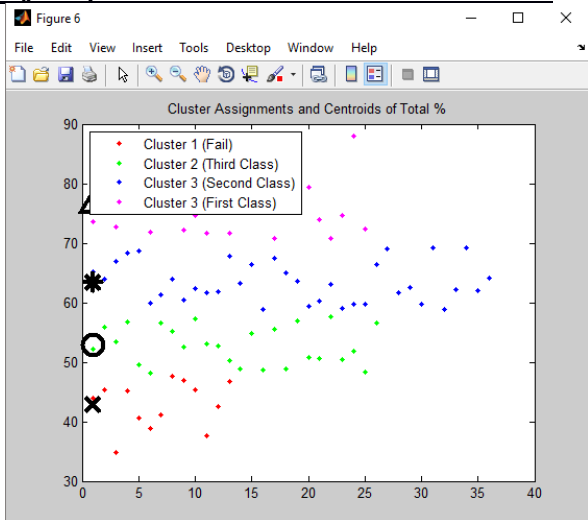 Figure 6
File Edit View Insert Tools Desktop Window Help
Cluster Assignments and Centroids of Total %
90
80
70
60
50
40
30
Cluster 1 (Fail)
Cluster 2 (Third Class)
Cluster 3 (Second Class)
Cluster 3 (First Class)
0 5 10 15 20 25 30 35 40